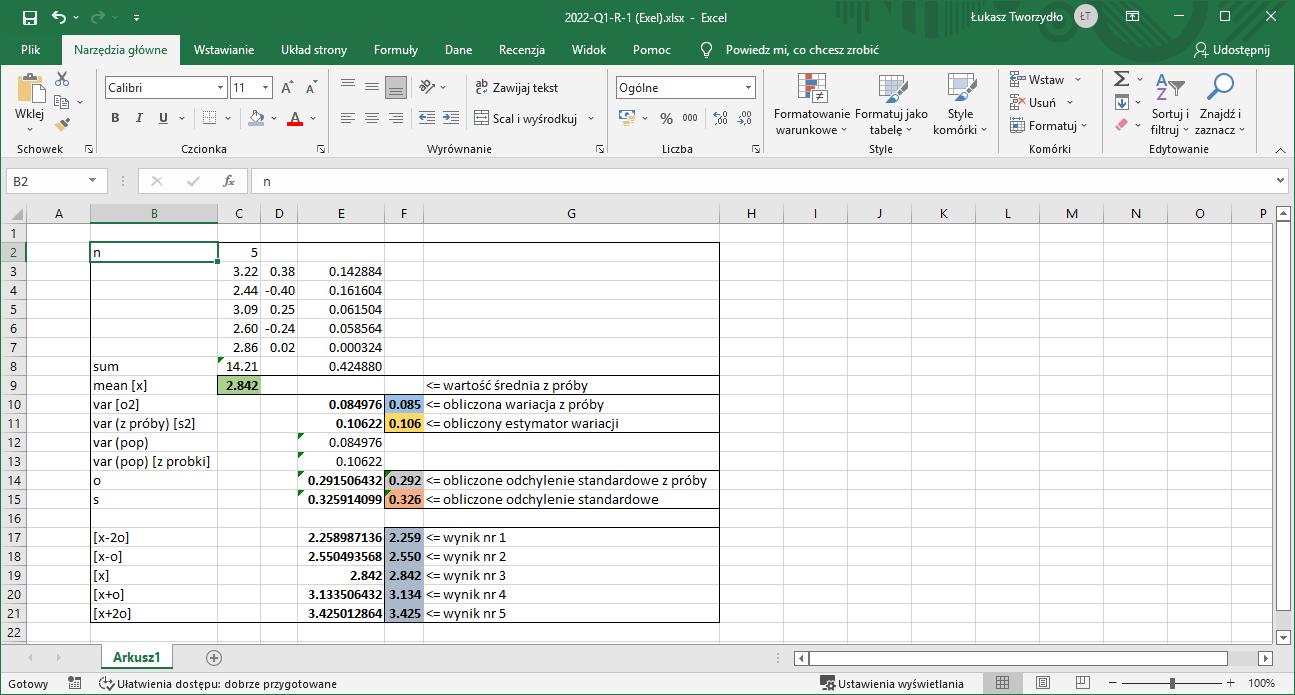 2022-Q1-R-1 (Exel).xlsx - Excel
Łukasz Tworzydło ŁT
Plik Narzędzia główne Wstawianie Układ strony Formuły Dane Recenzja Widok Pomoc Powiedz mi, co chcesz zrobić Udostępnij
Wklej
Schowek
Calibri 11
B I U A
Czcionka
ab c Zawijaj tekst
Scal i wyśrodkuj
Wyrównanie
Ogólne
% 000
Liczba
Formatowanie warunkowe
Formatuj jako tabelę
Style komórki
Style
Wstaw
Usuń
Formatuj
Komórki
Sortuj i filtruj
Znajdź i zaznacz
Edytowanie
B2 fx n
A B C D E F G H I J K L M N O P
1
2 n 5
3 3.22 0.38 0.142884
4 2.44 -0.40 0.161604
5 3.09 0.25 0.061504
6 2.60 -0.24 0.058564
7 2.86 0.02 0.000324
8 sum 14.21 0.424880
9 mean [x] 2.842 <= wartość średnia z próby
10 var [o2] 0.084976 0.085 <= obliczona wariacja z próby
11 var (z próby) [s2] 0.10622 0.106 <= obliczony estymator wariacji
12 var (pop) 0.084976
13 var (pop) [z probki] 0.10622
14 o 0.291506432 0.292 <= obliczone odchylenie standardowe z próby
15 s 0.325914099 0.326 <= obliczone odchylenie standardowe
16
17 [x-2o] 2.258987136 2.259 <= wynik nr 1
18 [x-o] 2.550493568 2.550 <= wynik nr 2
19 [x] 2.842 2.842 <= wynik nr 3
20 [x+o] 3.133506432 3.134 <= wynik nr 4
21 [x+2o] 3.425012864 3.425 <= wynik nr 5
22
Arkusz1
Gotowy Ułatwienia dostępu: dobrze przygotowane Ustawienia wyświetlania 100%